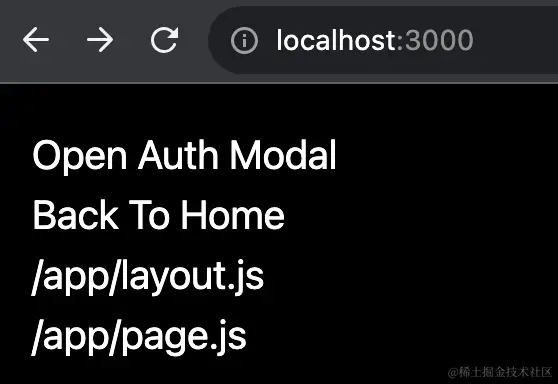 localhost:3000
Open Auth Modal
Back To Home
/app/layout.js
/app/page.js
@稀土掘金技术社区